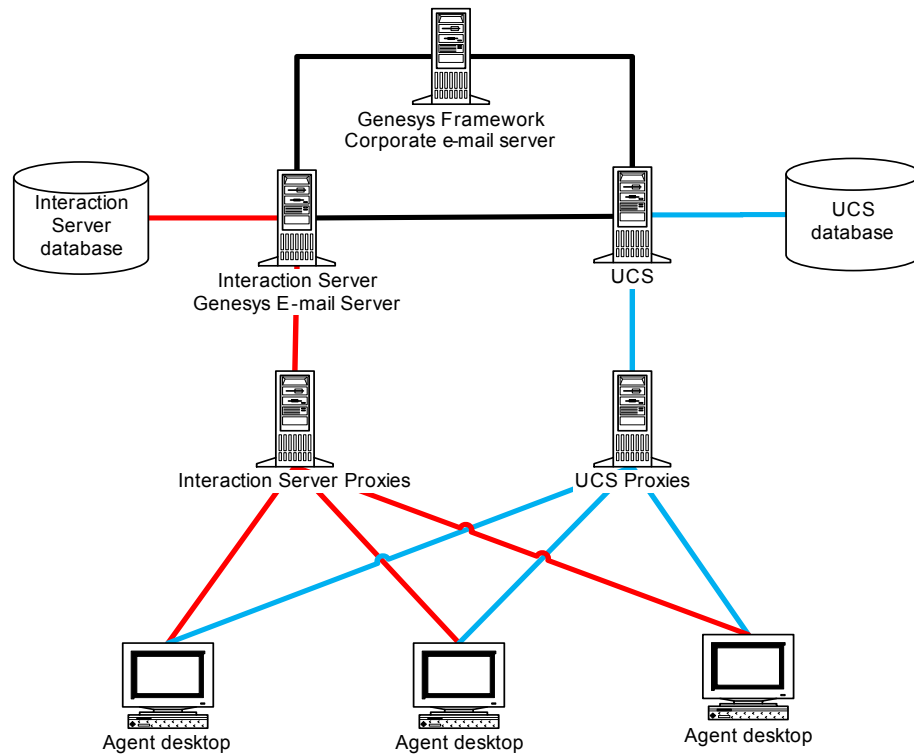 Genesys Framework
Corporate e-mail server
Interaction
Server
database
UCS
database
Interaction Server
Genesys E-mail Server
UCS
Interaction Server Proxies
UCS Proxies
Agent desktop
Agent desktop
Agent desktop